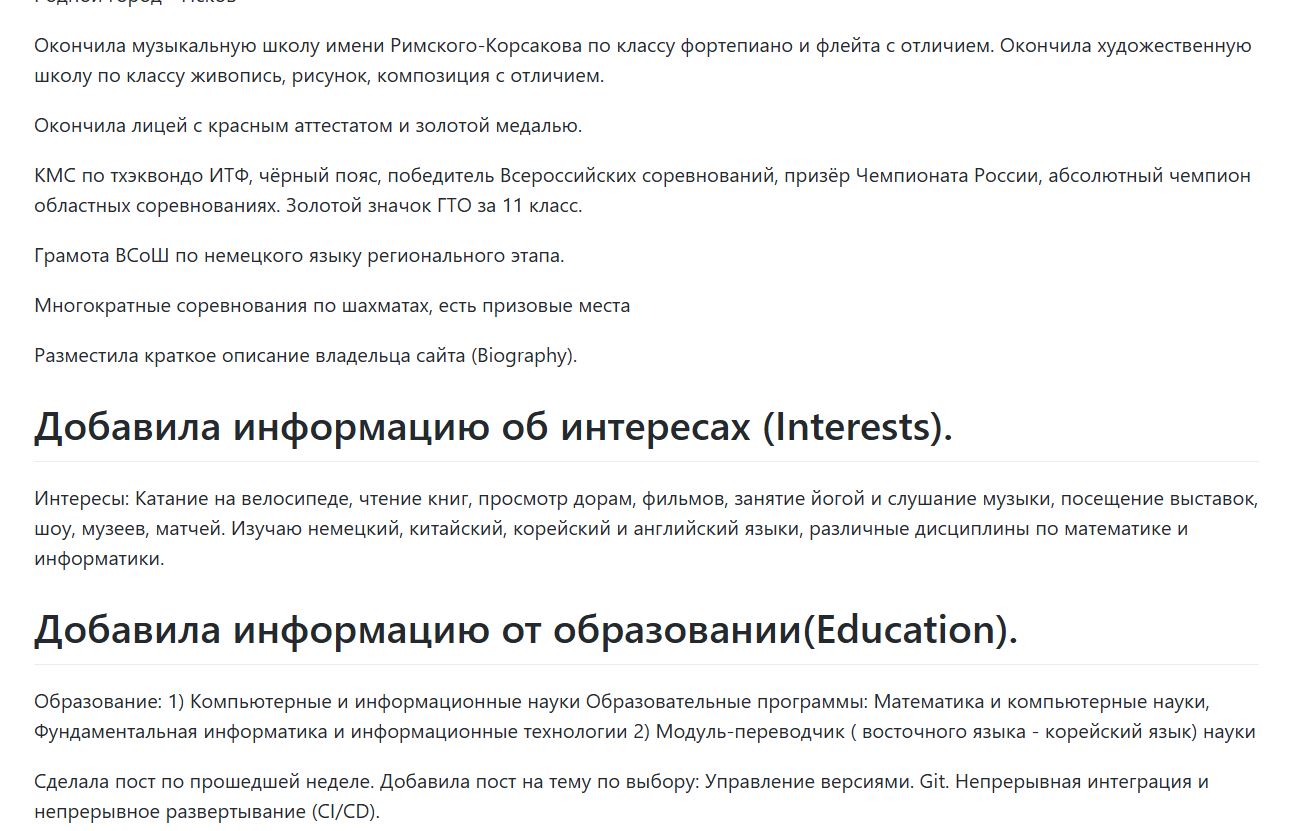 Родной город - Псков
Окончила музыкальную школу имени Римского-Корсакова по классу фортепиано и флейта с отличием. Окончила художественную
школу по классу живопись, рисунок, композиция с отличием.
Окончила лицей с красным аттестатом и золотой медалью.
КМС по тхэквондо ИТФ, чёрный пояс, победитель Всероссийских соревнований, призёр Чемпионата России, абсолютный чемпион
областных соревнованиях. Золотой значок ГТО за 11 класс.
Грамота ВСоШ по немецкого языку регионального этапа.
Многократные соревнования по шахматах, есть призовые места
Разместила краткое описание владельца сайта (Biography).
Добавила информацию об интересах (Interests).
Интересы: Катание на велосипеде, чтение книг, просмотр дорам, фильмов, занятие йогой и слушание музыки, посещение выставок,
шоу, музеев, матчей. Изучаю немецкий, китайский, корейский и английский языки, различные дисциплины по математике и
информатики.
Добавила информацию от образовании(Education).
Образование: 1) Компьютерные и информационные науки Образовательные программы: Математика и компьютерные науки,
Фундаментальная информатика и информационные технологии 2) Модуль-переводчик ( восточного языка - корейский язык) науки
Сделала пост по прошедшей неделе. Добавила пост на тему по выбору: Управление версиями. Git. Непрерывная интеграция и
непрерывное развертывание (CI/CD).